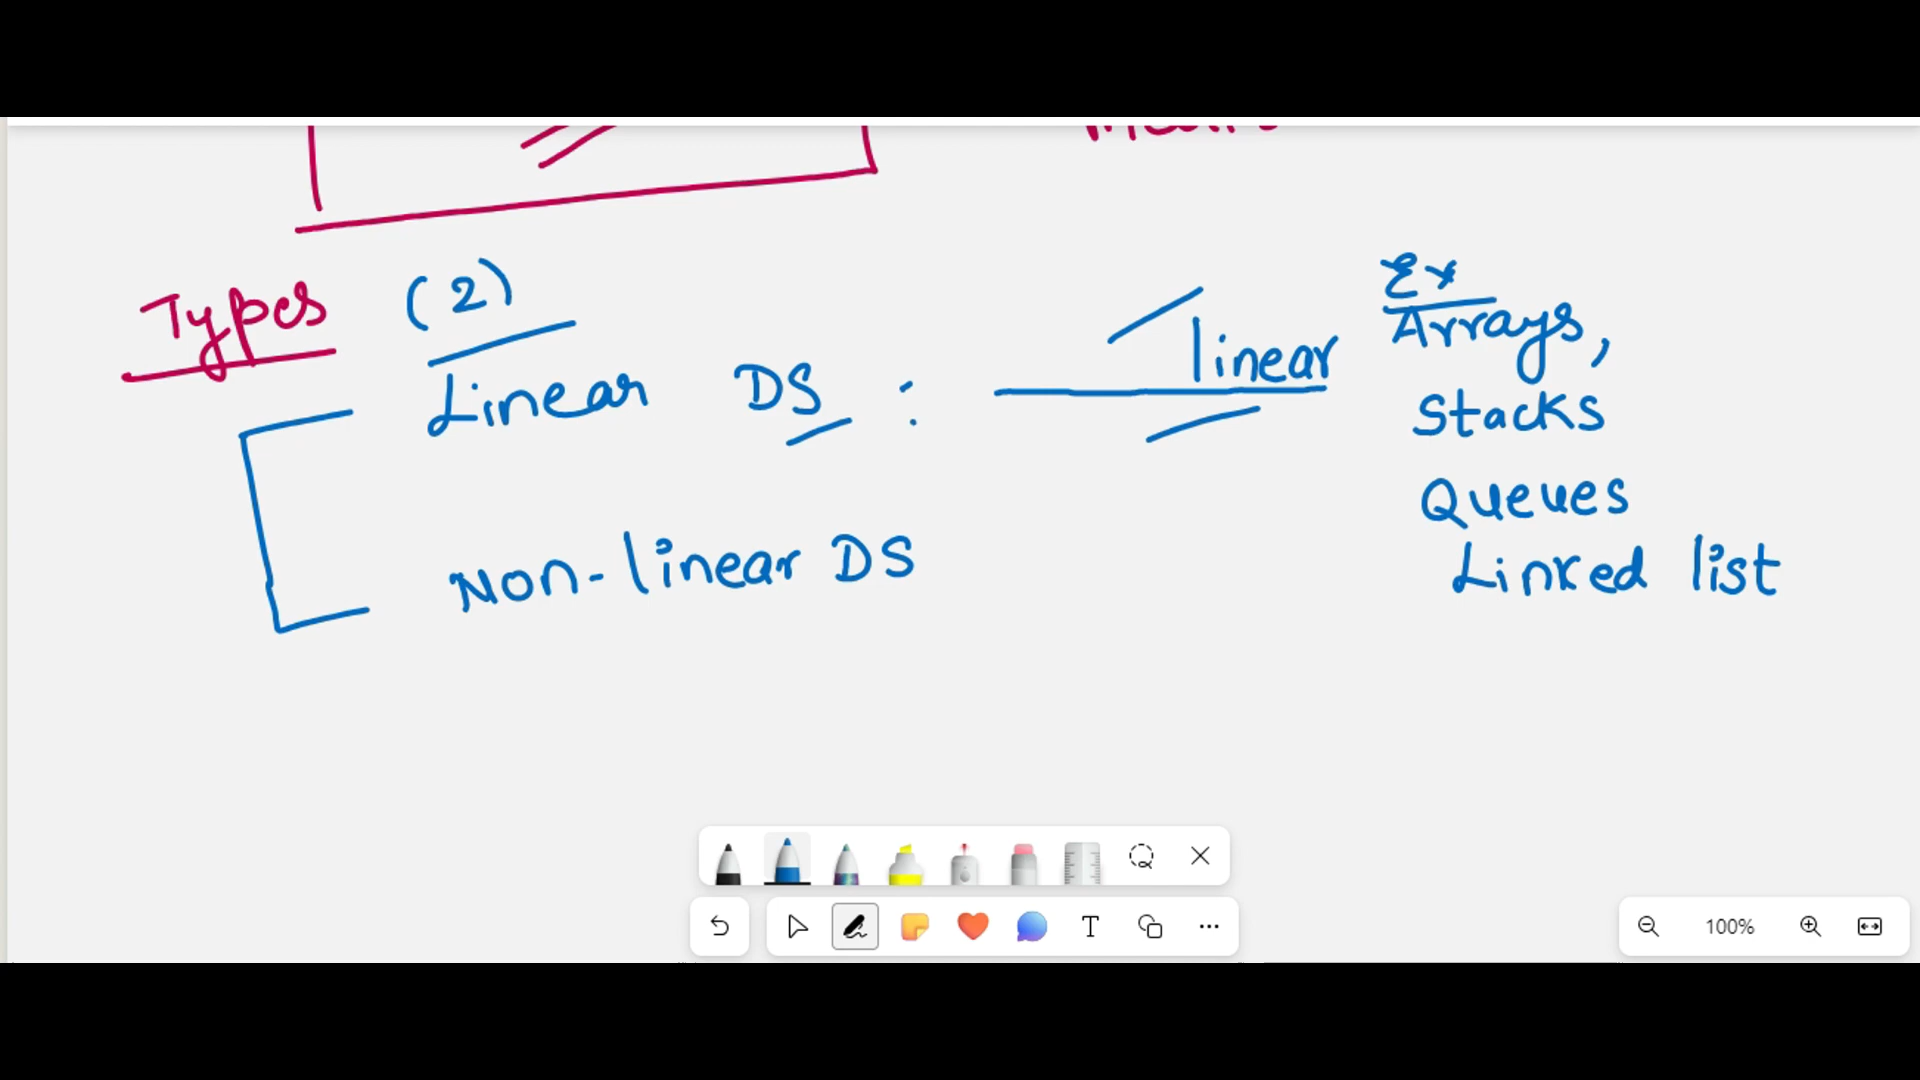 Types (2)
Linear DS : linear
Ex
Arrays,
Stacks
Queues
Linked list
Non-linear DS
T
100%